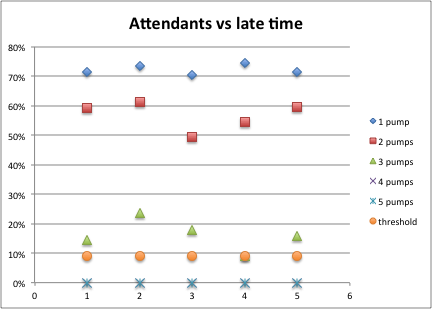 Attendants vs late time
80%
70%
60%
50%
40%
30%
20%
10%
0%
0 1 2 3 4 5 6
1 pump
2 pumps
3 pumps
4 pumps
5 pumps
threshold